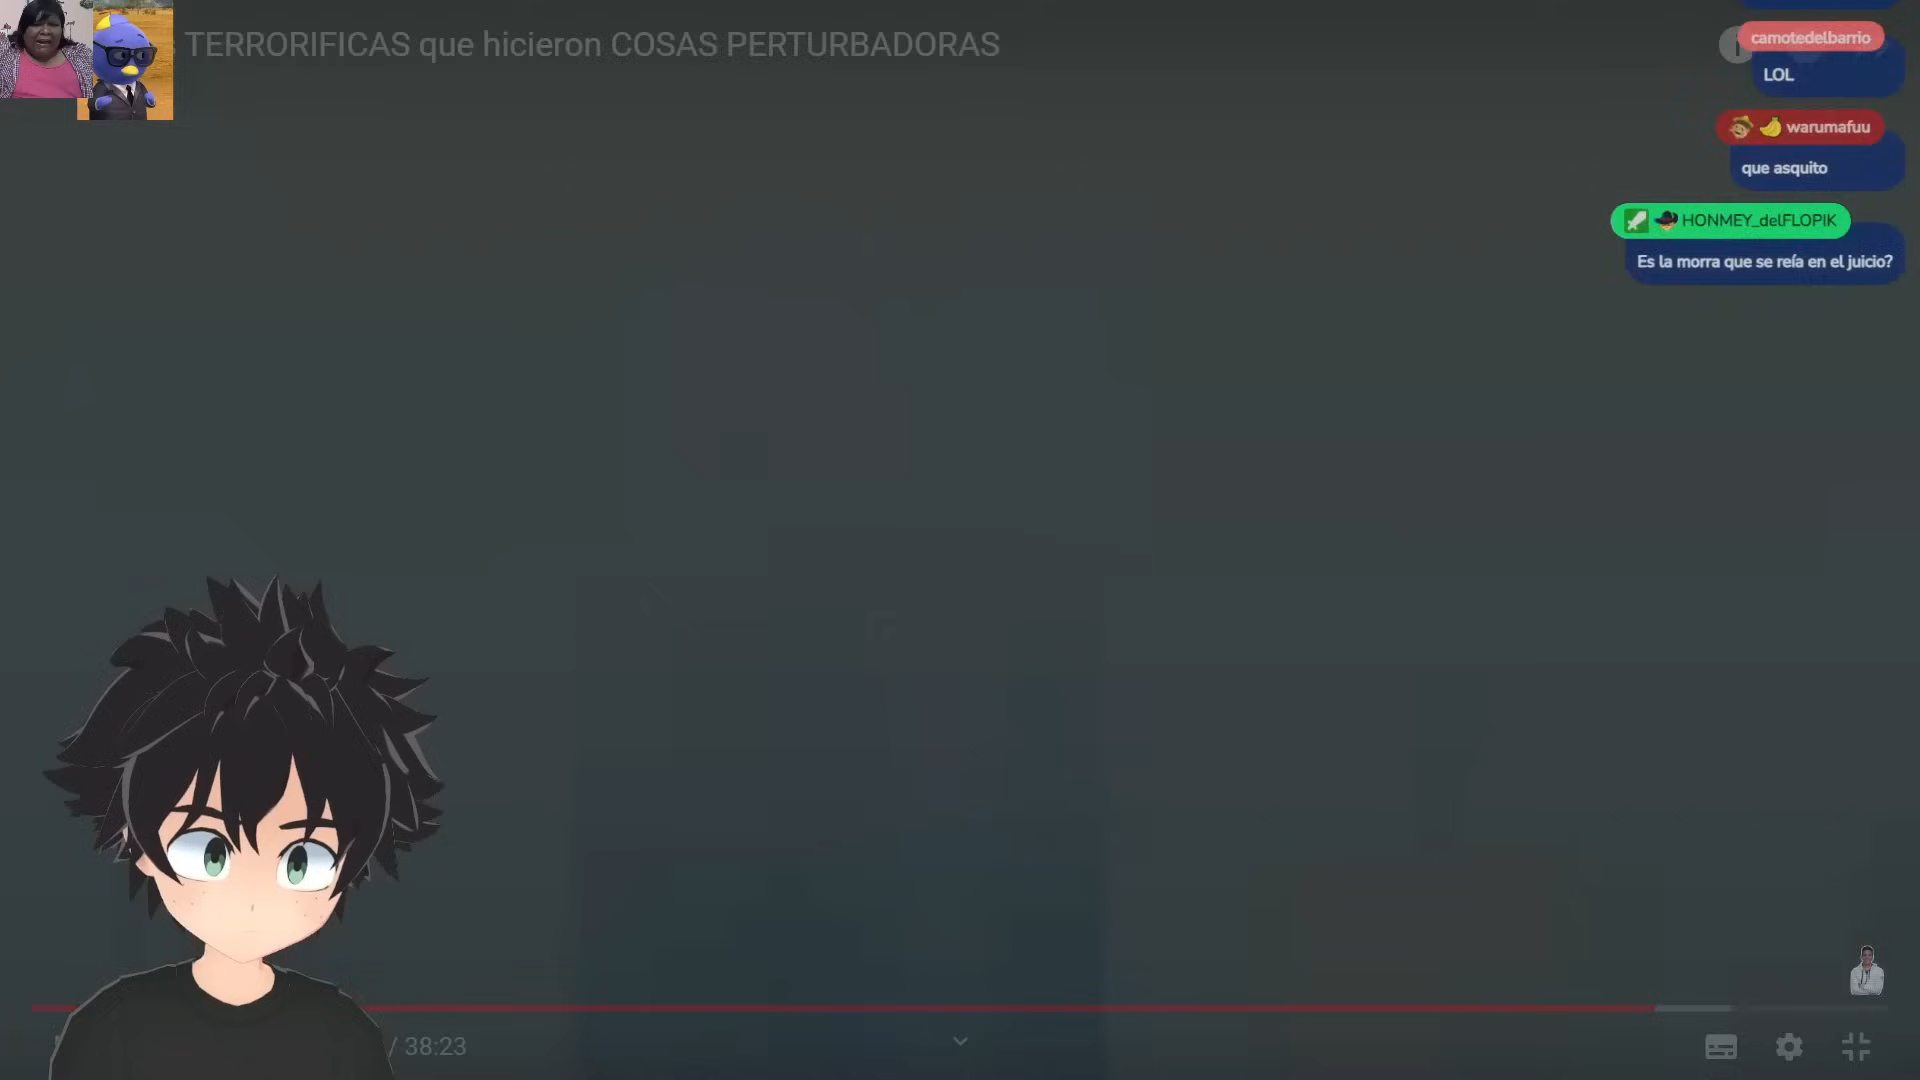 TERRORIFICAS que hicieron COSAS PERTURBADORAS
camotedelbarrio
LOL
warumafuu
que asquito
HONMEY_delFLOPIK
Es la morra que se reía en el juicio?
/ 38:23